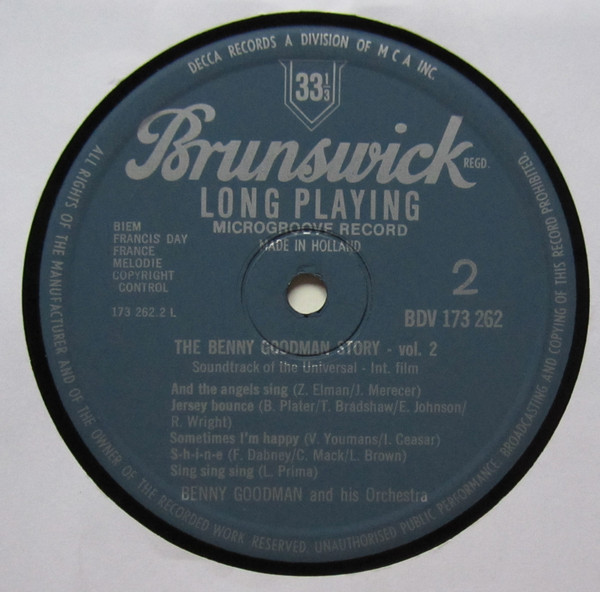 DECCA RECORDS A DIVISION OF M C A INC
33 1/3
Brunswick REGD.
LONG PLAYING
MICROGROOVE RECORD
MADE IN HOLLAND
BIEM
FRANCIS DAY
FRANCE
MELODIE
COPYRIGHT
CONTROL
2
173 262.2 L
BDV 173 262
THE BENNY GOODMAN STORY - vol. 2
Soundtrack of the Universal - Int. film
And the angels sing (Z. Elman/J. Merecer)
Jersey bounce (B. Plater/T. Bradshaw/E. Johnson/
R. Wright)
Sometimes I'm happy (V. Youmans/I. Ceasar)
S-h-i-n-e (F. Dabney/C. Mack/L. Brown)
Sing sing sing (L. Prima)
BENNY GOODMAN and his Orchestra
ALL RIGHTS OF THE MANUFACTURER AND OF THE OWNER OF THE RECORDED WORK RESERVED. UNAUTHORISED PUBLIC PERFORMANCE, BROADCASTING AND COPYING OF THIS RECORD PROHIBITED.